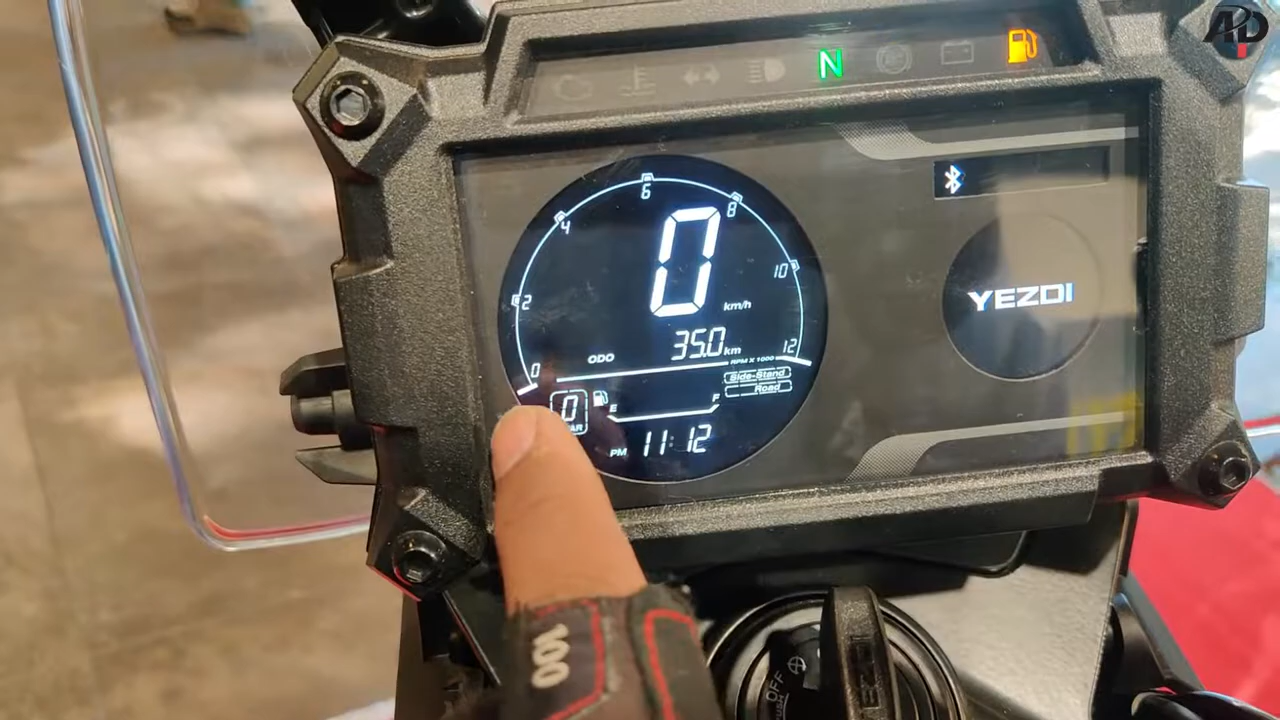 ARD
N
6
4
8
2
10
0
km/h
35.0 km
ODO
RPM X 1000
12
0
Side-Stand
Road
0
E
F
PM 11:12
YEZDI
100
OFF